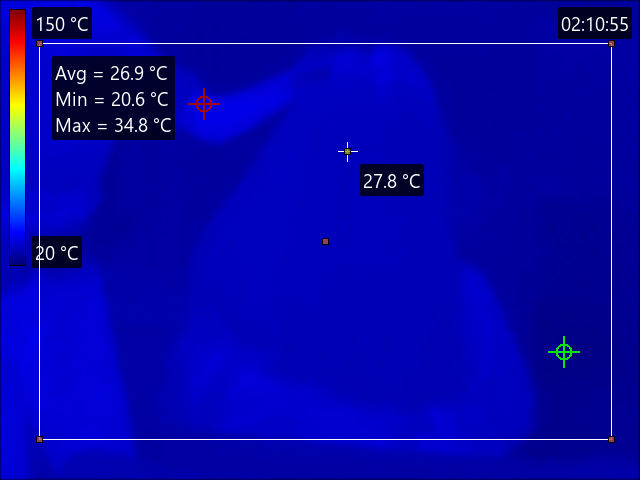 150 °C
02:10:55
Avg = 26.9 °C
Min = 20.6 °C
Max = 34.8 °C
27.8 °C
20 °C